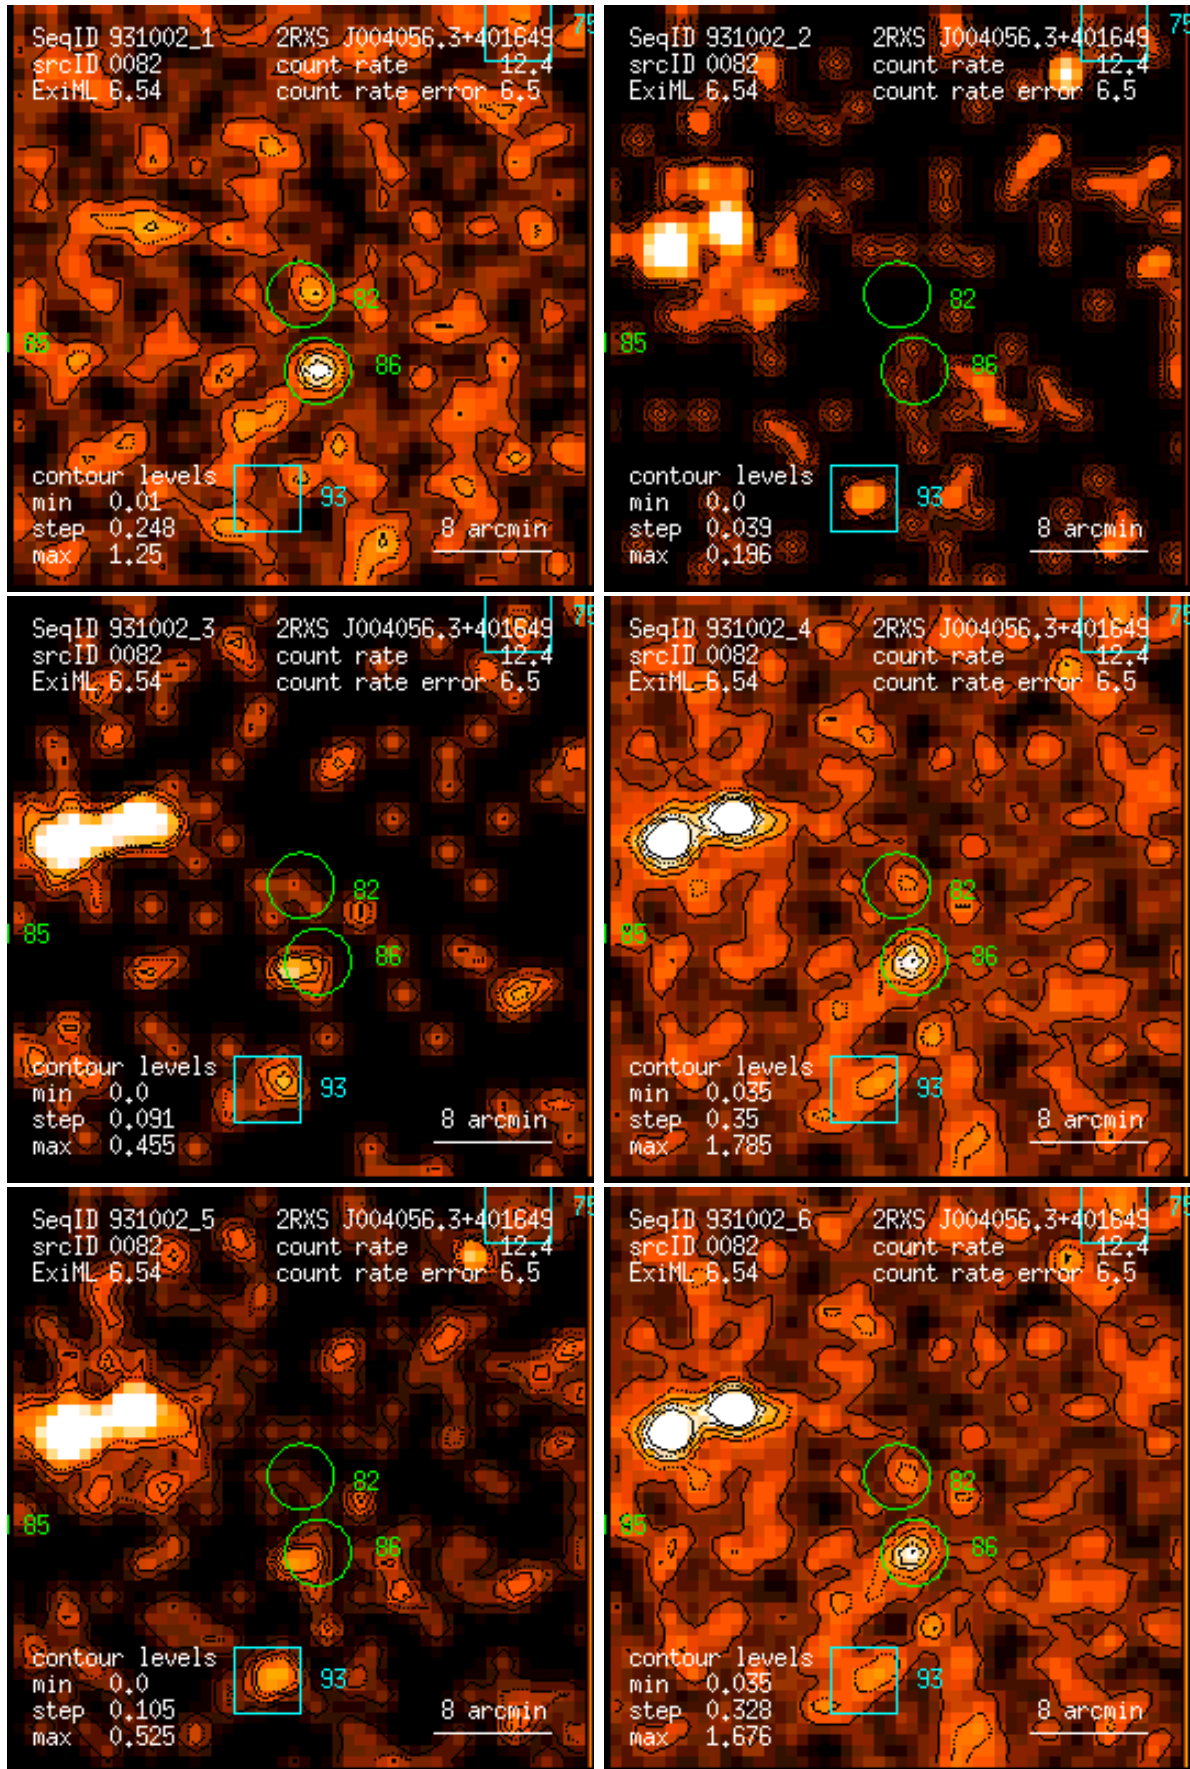 75
SeqID 931002_1 2RXS J004056.3+401649
srcID 0082 count rate 12.4
ExiML 6.54 count rate error 6.5
82
85
86
contour levels
min 0.01 93
step 0.248 8 arcmin
max 1.25
75
SeqID 931002_2 2RXS J004056.3+401649
srcID 0082 count rate 12.4
ExiML 6.54 count rate error 6.5
82
85
86
contour levels
min 0.0 93
step 0.039 8 arcmin
max 0.196
75
SeqID 931002_3 2RXS J004056.3+401649
srcID 0082 count rate 12.4
ExiML 6.54 count rate error 6.5
82
85
86
contour levels
min 0.0 93
step 0.091 8 arcmin
max 0.455
75
SeqID 931002_4 2RXS J004056.3+401649
srcID 0082 count rate 12.4
ExiML 6.54 count rate error 6.5
82
85
86
contour levels
min 0.035 93
step 0.35 8 arcmin
max 1.785
75
SeqID 931002_5 2RXS J004056.3+401649
srcID 0082 count rate 12.4
ExiML 6.54 count rate error 6.5
82
85
86
contour levels
min 0.0 93
step 0.105 8 arcmin
max 0.525
75
SeqID 931002_6 2RXS J004056.3+401649
srcID 0082 count rate 12.4
ExiML 6.54 count rate error 6.5
82
85
86
contour levels
min 0.035 93
step 0.328 8 arcmin
max 1.676